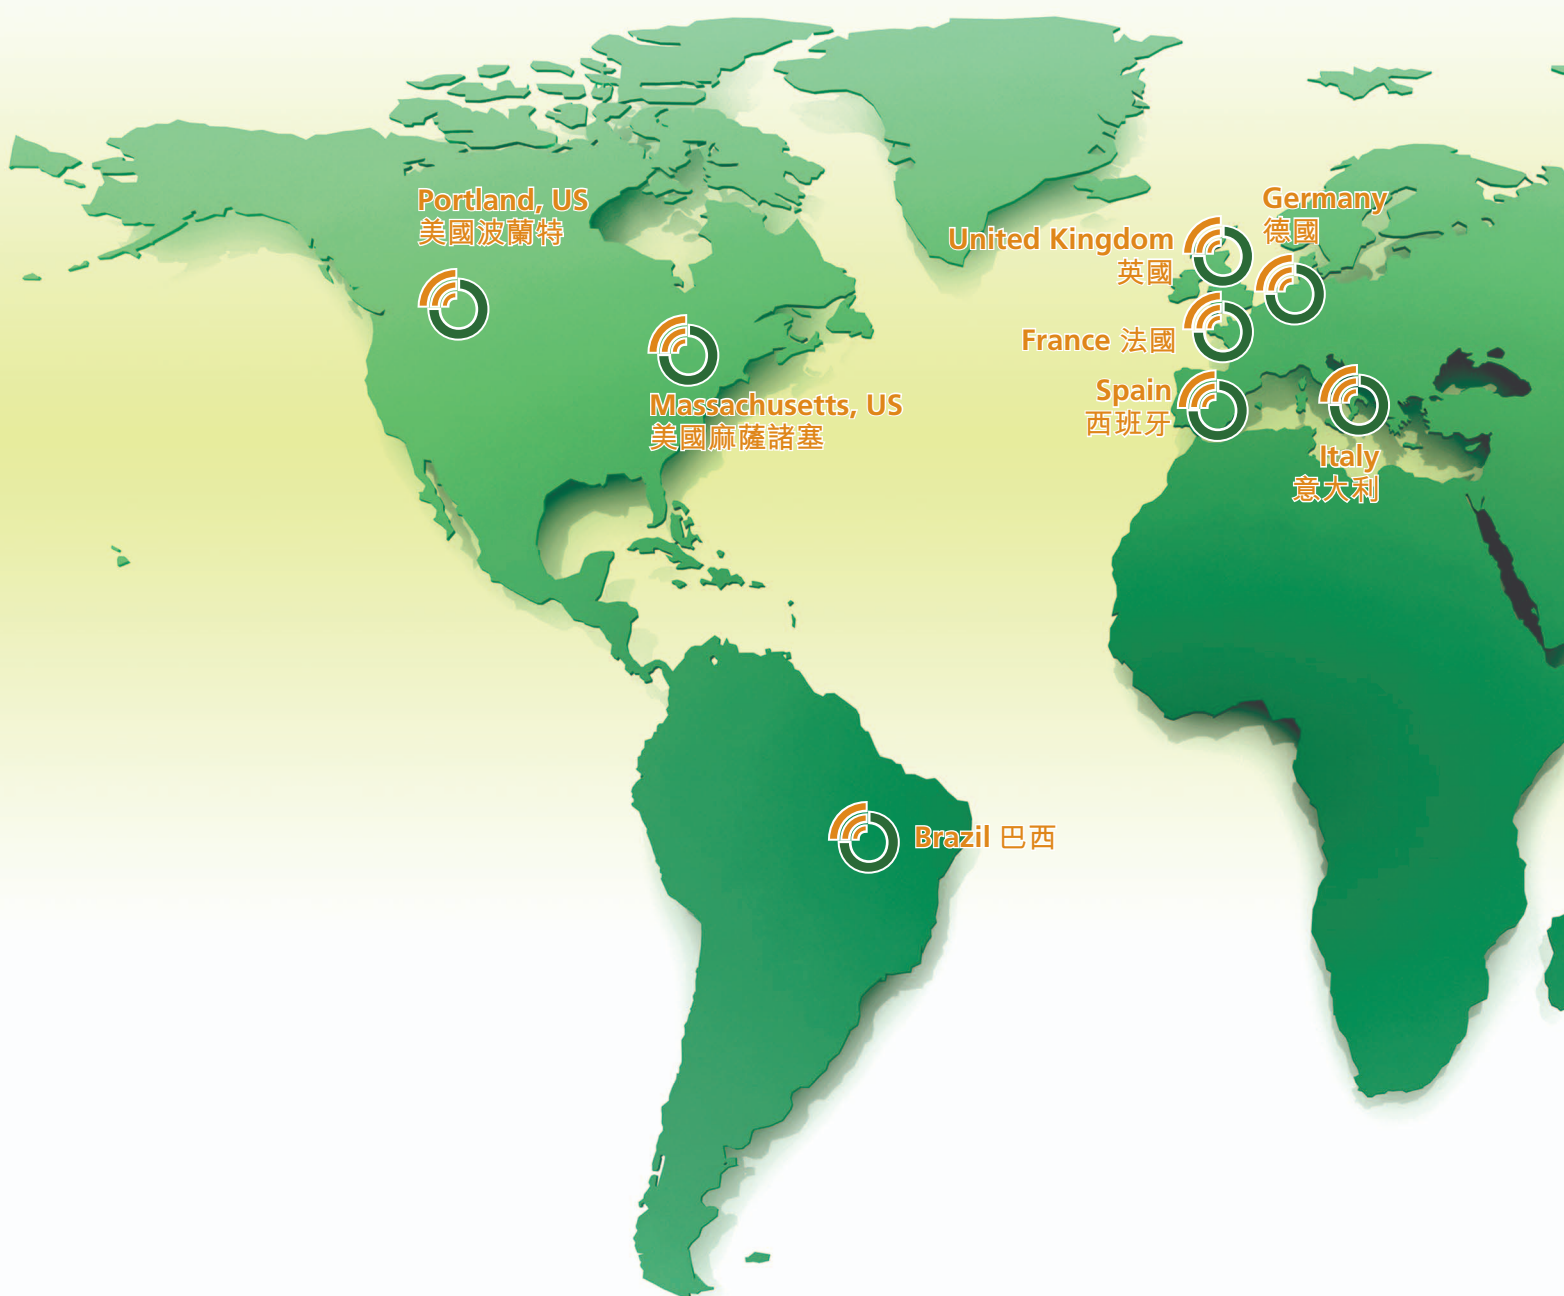 Portland, US
美國波蘭特
Massachusetts, US
美國麻薩諸塞
United Kingdom
英國
Germany
德國
France 法國
Spain
西班牙
Italy
意大利
Brazil 巴西